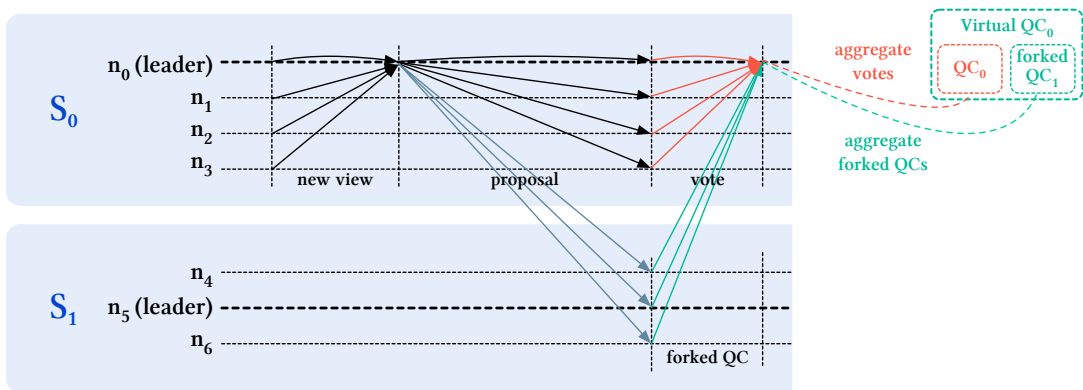 S0
n0 (leader)
n1
n2
n3
new view
proposal
vote
aggregate
votes
Virtual QC0
QC0
forked
QC1
aggregate
forked QCs
S1
n4
n5 (leader)
n6
forked QC